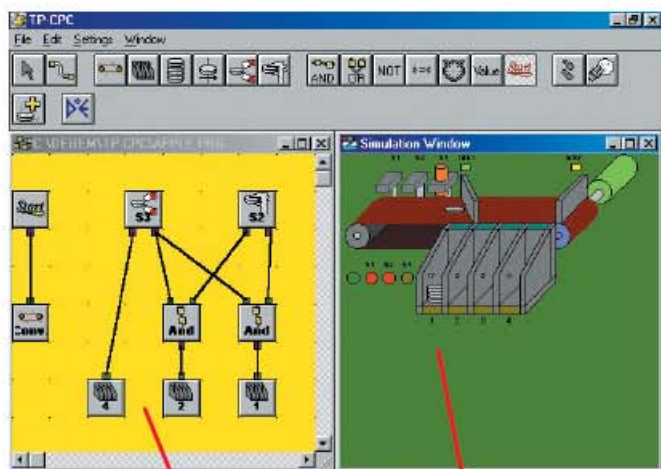 TP-CPC
File Edit Settings Window
AND OR NOT Value Start
Simulation Window
Start S3 S2
Conv. And And
4 2 1
1 2 3 4